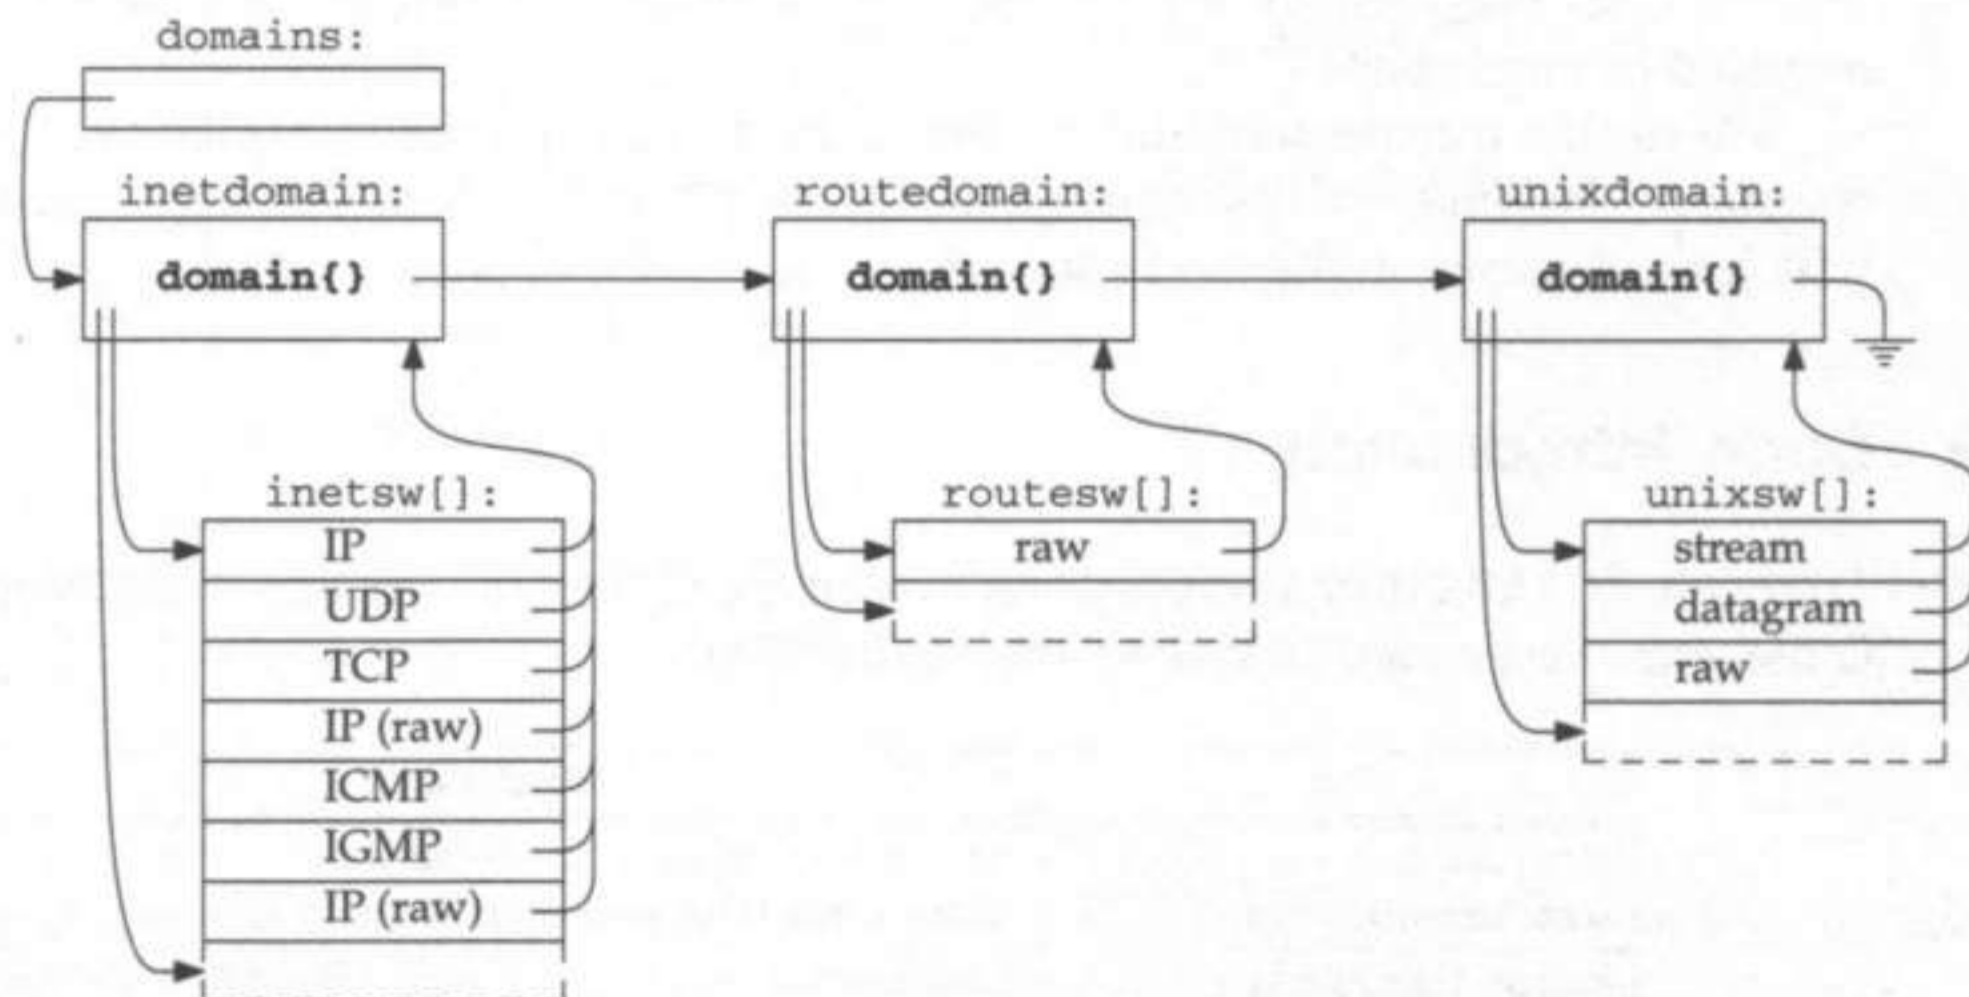 domains:
inetdomain:
routedomain:
unixdomain:
domain{}
domain{}
domain{}
inetsw[]:
routesw[]:
unixsw[]:
IP
raw
stream
UDP
datagram
TCP
raw
IP (raw)
ICMP
IGMP
IP (raw)